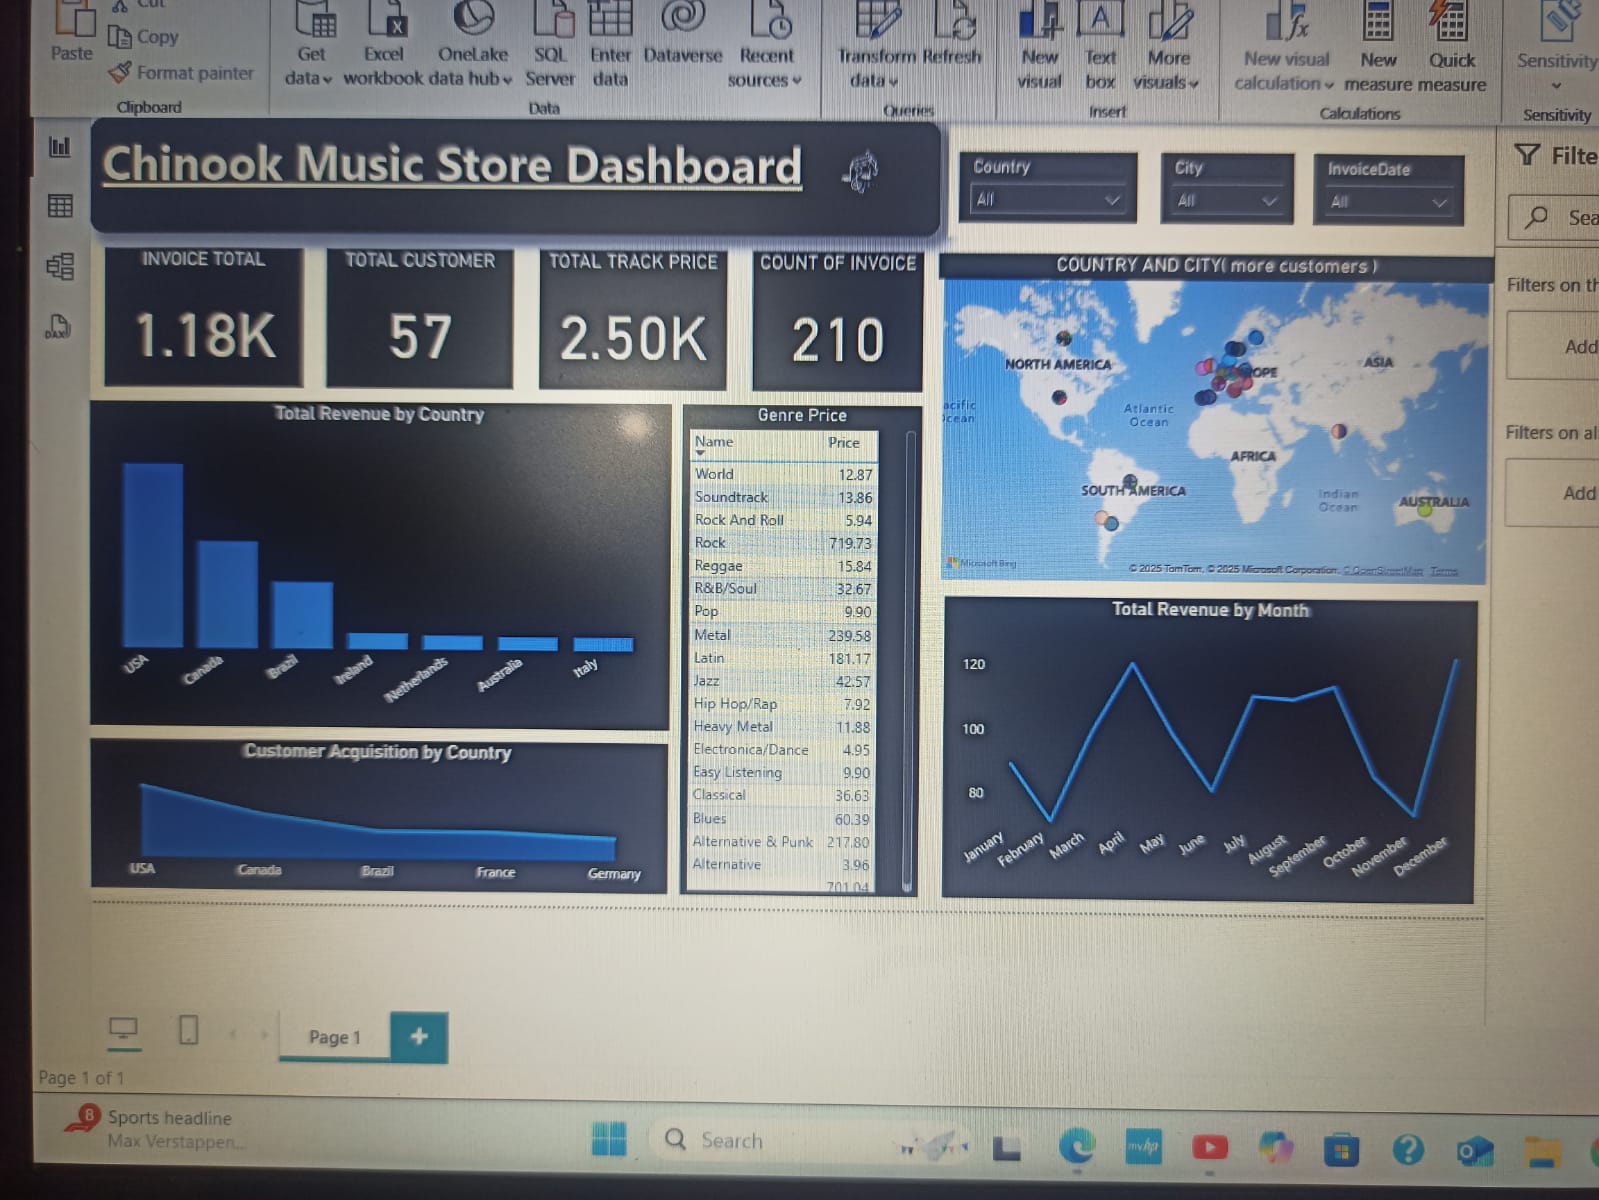 Cut
Paste
Copy
Format painter
Clipboard
Get data
Excel workbook
OneLake data hub
SQL Server
Enter data
Dataverse
Recent sources
Data
Transform data
Refresh
Queries
New visual
Text box
More visuals
Insert
New visual calculation
New measure
Quick measure
Calculations
Sensitivity
Sensitivity
Chinook Music Store Dashboard
Country
All
City
All
InvoiceDate
All
Filte
Sea
Filters on th
Add
Filters on al
Add
DAX
INVOICE TOTAL
1.18K
TOTAL CUSTOMER
57
TOTAL TRACK PRICE
2.50K
COUNT OF INVOICE
210
COUNTRY AND CITY( more customers )
NORTH AMERICA
OPE
ASIA
acific
cean
Atlantic
Ocean
AFRICA
SOUTH AMERICA
Indian
Ocean
AUSTRALIA
Microsoft Bing
© 2025 TomTom, © 2025 Microsoft Corporation, © OpenStreetMap Terms
Total Revenue by Country
USA
Canada
Brazil
Ireland
Netherlands
Australia
Italy
Genre Price
Name Price
World 12.87
Soundtrack 13.86
Rock And Roll 5.94
Rock 719.73
Reggae 15.84
R&B/Soul 32.67
Pop 9.90
Metal 239.58
Latin 181.17
Jazz 42.57
Hip Hop/Rap 7.92
Heavy Metal 11.88
Electronica/Dance 4.95
Easy Listening 9.90
Classical 36.63
Blues 60.39
Alternative & Punk 217.80
Alternative 3.96
701.04
Total Revenue by Month
120
100
80
January
February
March
April
May
June
July
August
September
October
November
December
Customer Acquisition by Country
USA
Canada
Brazil
France
Germany
Page 1
+
Page 1 of 1
8
Sports headline
Max Verstappen...
Search
myhp